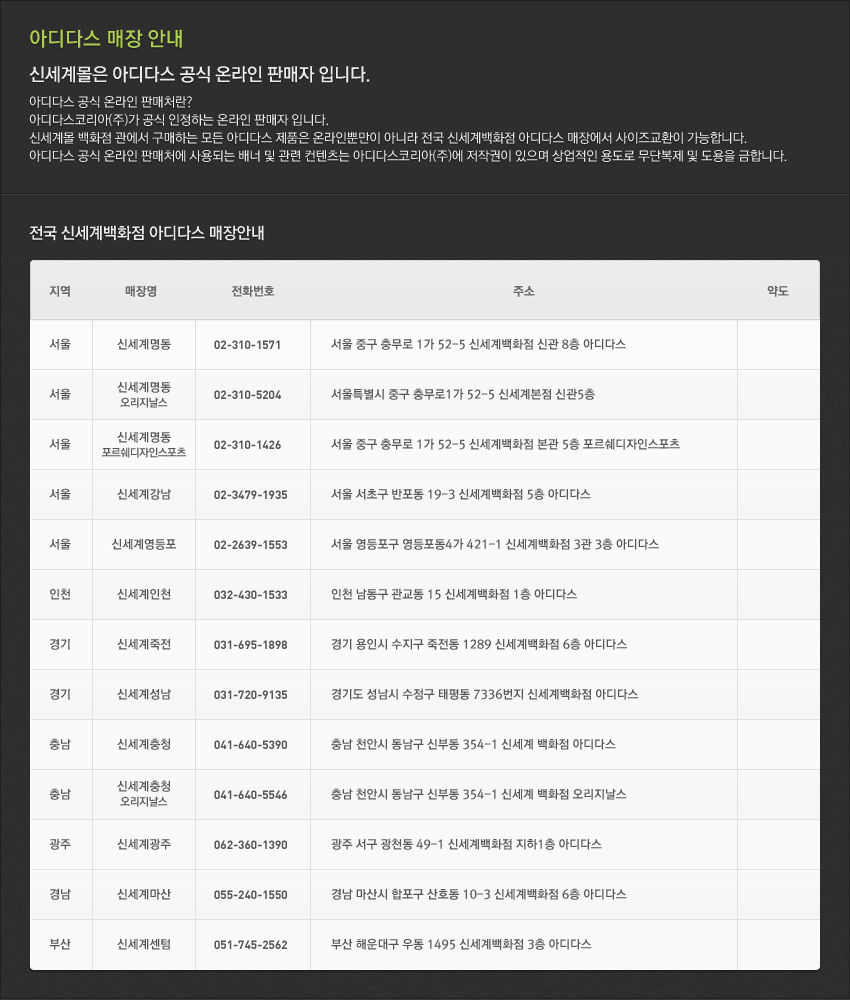 아디다스 매장 안내
신세계몰은 아디다스 공식 온라인 판매자 입니다.
아디다스 공식 온라인 판매처란?
아디다스코리아(주)가 공식 인정하는 온라인 판매자 입니다.
신세계몰 백화점 관에서 구매하는 모든 아디다스 제품은 온라인뿐만이 아니라 전국 신세계백화점 아디다스 매장에서 사이즈교환이 가능합니다.
아디다스 공식 온라인 판매처에 사용되는 배너 및 관련 컨텐츠는 아디다스코리아(주)에 저작권이 있으며 상업적인 용도로 무단복제 및 도용을 금합니다.
전국 신세계백화점 아디다스 매장안내
지역 매장명 전화번호 주소 약도
서울 신세계명동 02-310-1571 서울 중구 충무로 1가 52-5 신세계백화점 신관 8층 아디다스
서울 신세계명동 오리지날스 02-310-5204 서울특별시 중구 충무로1가 52-5 신세계본점 신관5층
서울 신세계명동 포르쉐디자인스포츠 02-310-1426 서울 중구 충무로 1가 52-5 신세계백화점 본관 5층 포르쉐디자인스포츠
서울 신세계강남 02-3479-1935 서울 서초구 반포동 19-3 신세계백화점 5층 아디다스
서울 신세계영등포 02-2639-1553 서울 영등포구 영등포동4가 421-1 신세계백화점 3관 3층 아디다스
인천 신세계인천 032-430-1533 인천 남동구 관교동 15 신세계백화점 1층 아디다스
경기 신세계죽전 031-695-1898 경기 용인시 수지구 죽전동 1289 신세계백화점 6층 아디다스
경기 신세계성남 031-720-9135 경기도 성남시 수정구 태평동 7336번지 신세계백화점 아디다스
충남 신세계충청 041-640-5390 충남 천안시 동남구 신부동 354-1 신세계 백화점 아디다스
충남 신세계충청 오리지날스 041-640-5546 충남 천안시 동남구 신부동 354-1 신세계 백화점 오리지날스
광주 신세계광주 062-360-1390 광주 서구 광천동 49-1 신세계백화점 지하1층 아디다스
경남 신세계마산 055-240-1550 경남 마산시 합포구 산호동 10-3 신세계백화점 6층 아디다스
부산 신세계센텀 051-745-2562 부산 해운대구 우동 1495 신세계백화점 3층 아디다스